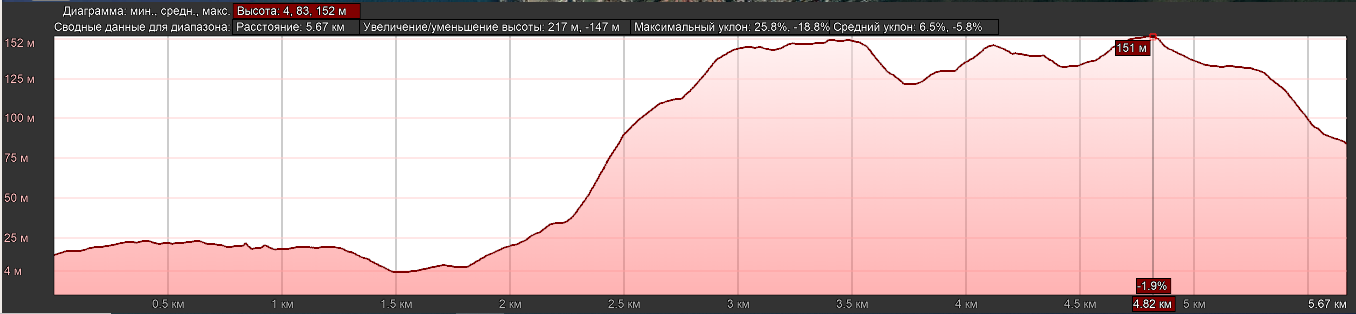 Диаграмма: мин., средн., макс. Высота: 4, 83, 152 м
Сводные данные для диапазона: Расстояние: 5.67 км Увеличение/уменьшение высоты: 217 м, -147 м Максимальный уклон: 25.8%, -18.8% Средний уклон: 6.5%, -5.8%
152 м
151 м
125 м
100 м
75 м
50 м
25 м
4 м
-1.9%
0.5 км 1 км 1.5 км 2 км 2.5 км 3 км 3.5 км 4 км 4.5 км 4.82 км 5 км 5.67 км